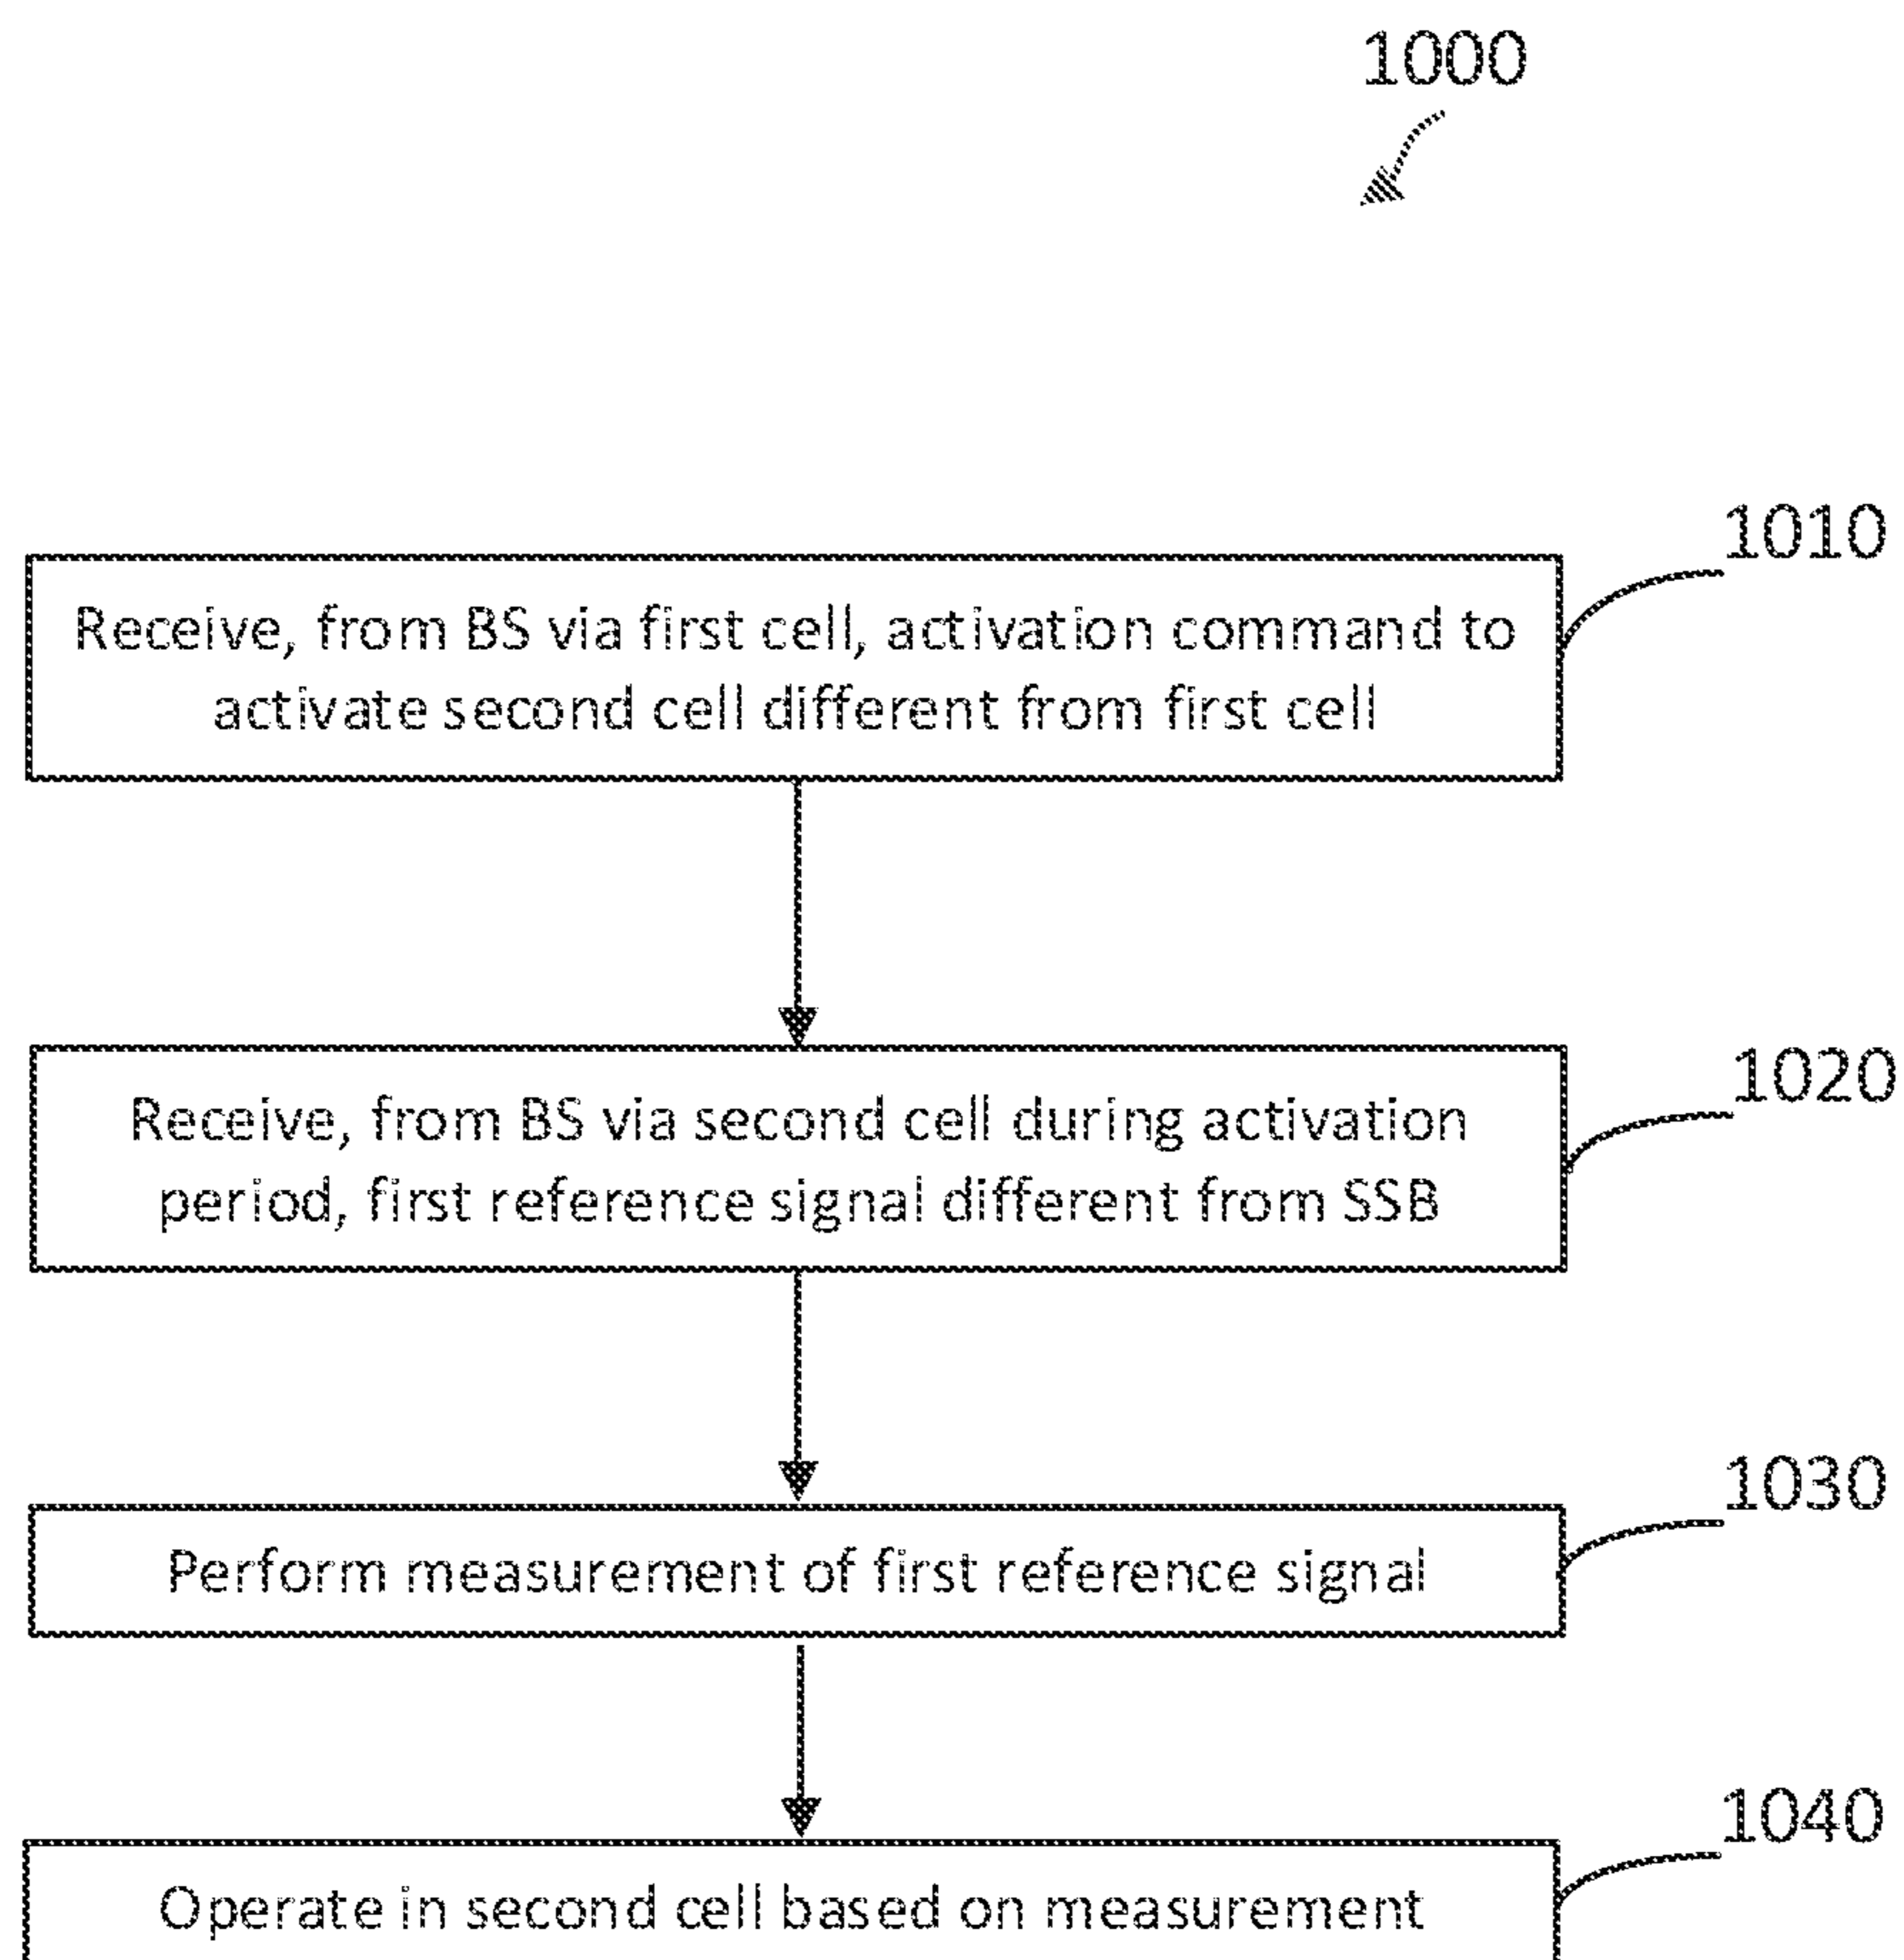 1000
1010
Receive, from BS via first cell, activation command to
activate second cell different from first cell
1020
Receive, from BS via second cell during activation
period, first reference signal different from SSB
1030
Perform measurement of first reference signal
1040
Operate in second cell based on measurement